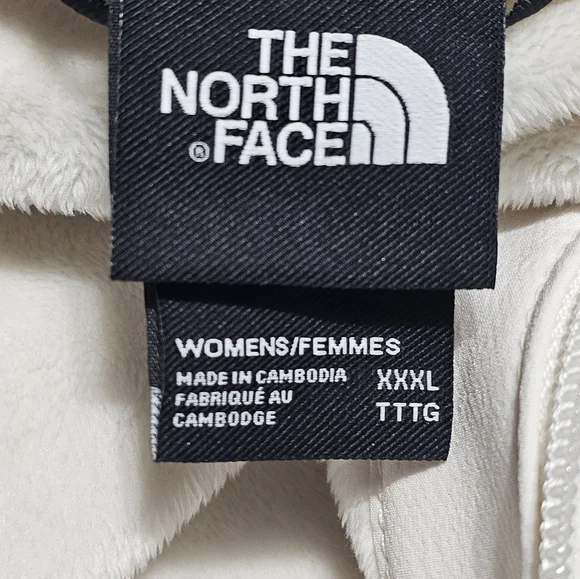 THE
NORTH
® FACE
WOMENS/FEMMES
MADE IN CAMBODIA XXXL
FABRIQUÉ AU TTTG
CAMBODGE